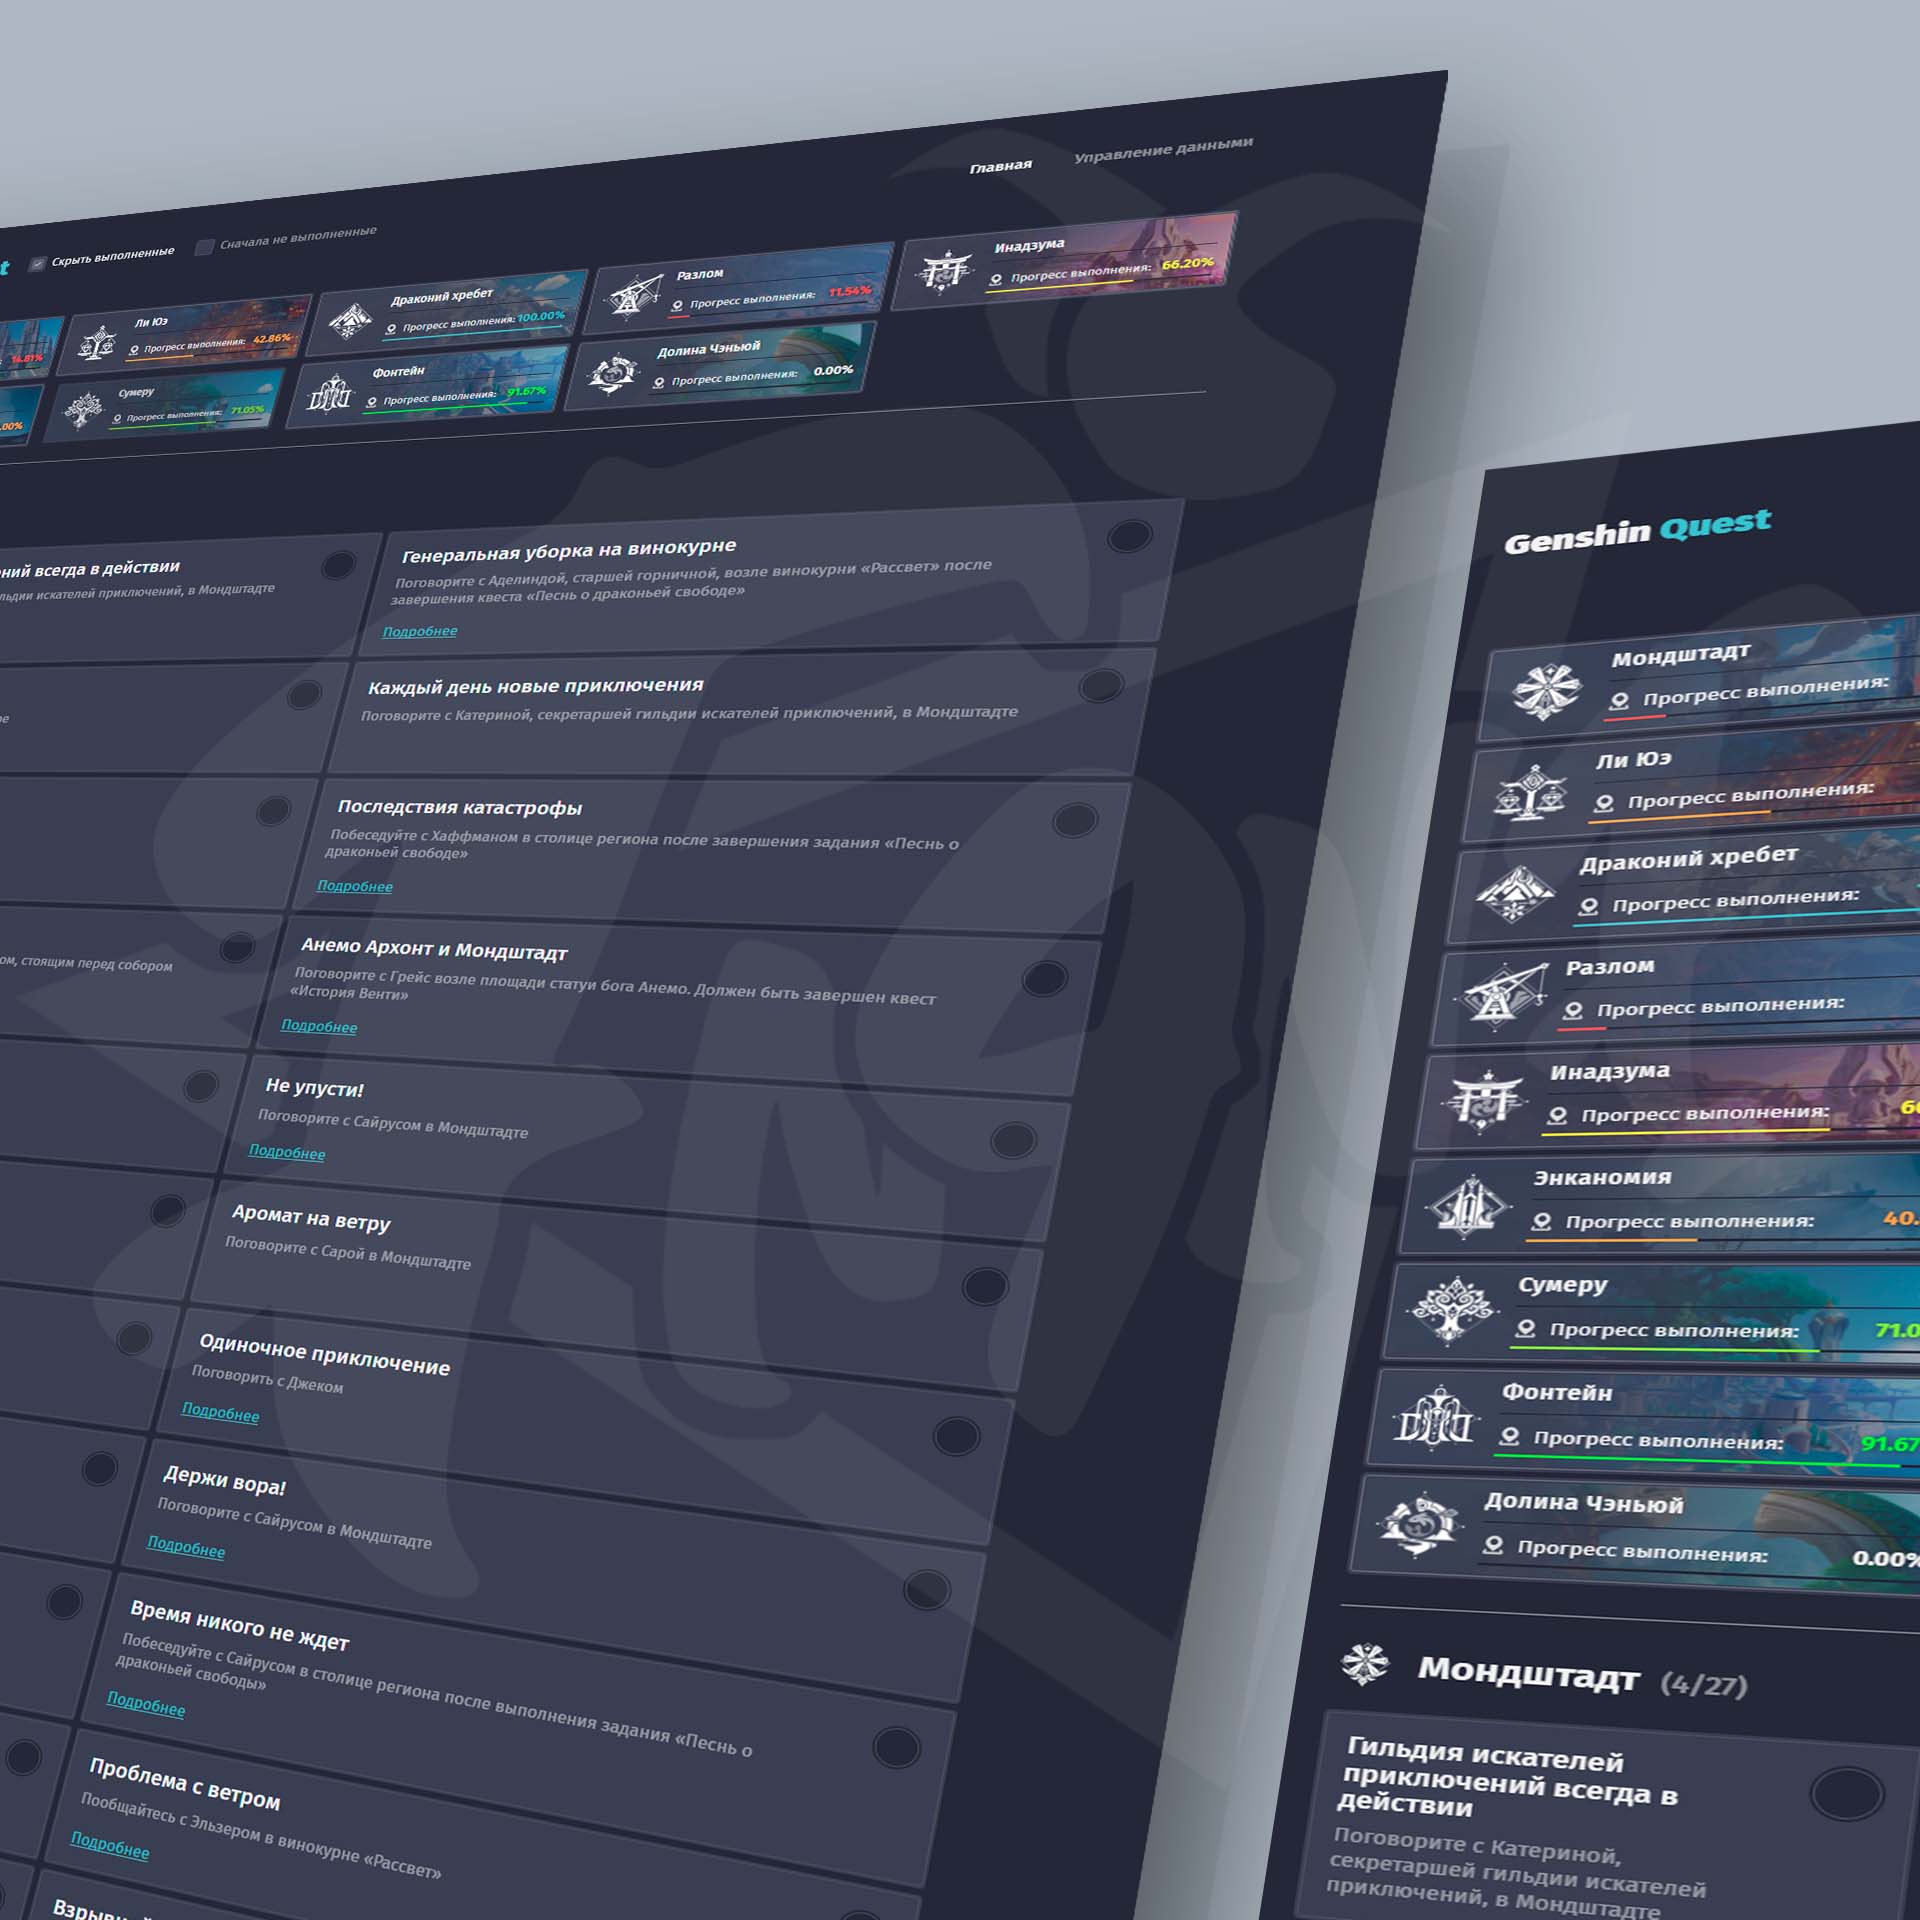 Главная
Управление данными
t
Скрыть выполненные
Сначала не выполненные
14.81%
Ли Юэ
Прогресс выполнения: 42.86%
Драконий хребет
Прогресс выполнения: 100.00%
Разлом
Прогресс выполнения: 11.54%
Инадзума
Прогресс выполнения: 66.20%
.00%
Сумеру
Прогресс выполнения: 71.05%
Фонтейн
Прогресс выполнения: 91.67%
Долина Чэньюй
Прогресс выполнения: 0.00%
ний всегда в действии
льдии искателей приключений, в Мондштадте
Генеральная уборка на винокурне
Поговорите с Аделиндой, старшей горничной, возле винокурни «Рассвет» после
завершения квеста «Песнь о драконьей свободе»
Подробнее
е
Каждый день новые приключения
Поговорите с Катериной, секретаршей гильдии искателей приключений, в Мондштадте
Последствия катастрофы
Побеседуйте с Хаффманом в столице региона после завершения задания «Песнь о
драконьей свободе»
Подробнее
ом, стоящим перед собором
Анемо Архонт и Мондштадт
Поговорите с Грейс возле площади статуи бога Анемо. Должен быть завершен квест
«История Венти»
Подробнее
Не упусти!
Поговорите с Сайрусом в Мондштадте
Подробнее
Аромат на ветру
Поговорите с Сарой в Мондштадте
Одиночное приключение
Поговорить с Джеком
Подробнее
Держи вора!
Поговорите с Сайрусом в Мондштадте
Подробнее
Время никого не ждет
Побеседуйте с Сайрусом в столице региона после выполнения задания «Песнь о
драконьей свободы»
Подробнее
Проблема с ветром
Пообщайтесь с Эльзером в винокурне «Рассвет»
Подробнее
Genshin Quest
Мондштадт
Прогресс выполнения:
Ли Юэ
Прогресс выполнения:
Драконий хребет
Прогресс выполнения:
Разлом
Прогресс выполнения:
Инадзума
Прогресс выполнения: 66
Энканомия
Прогресс выполнения: 40.
Сумеру
Прогресс выполнения: 71.0
Фонтейн
Прогресс выполнения: 91.67
Долина Чэньюй
Прогресс выполнения: 0.00%
Мондштадт (4/27)
Гильдия искателей
приключений всегда в
действии
Поговорите с Катериной,
секретаршей гильдии искателей
приключений, в Мондштадте